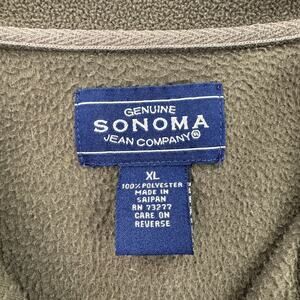 GENUINE
SONOMA
JEAN COMPANY®
XL
100% POLYESTER
MADE IN
SAIPAN
RN 73277
CARE ON
REVERSE